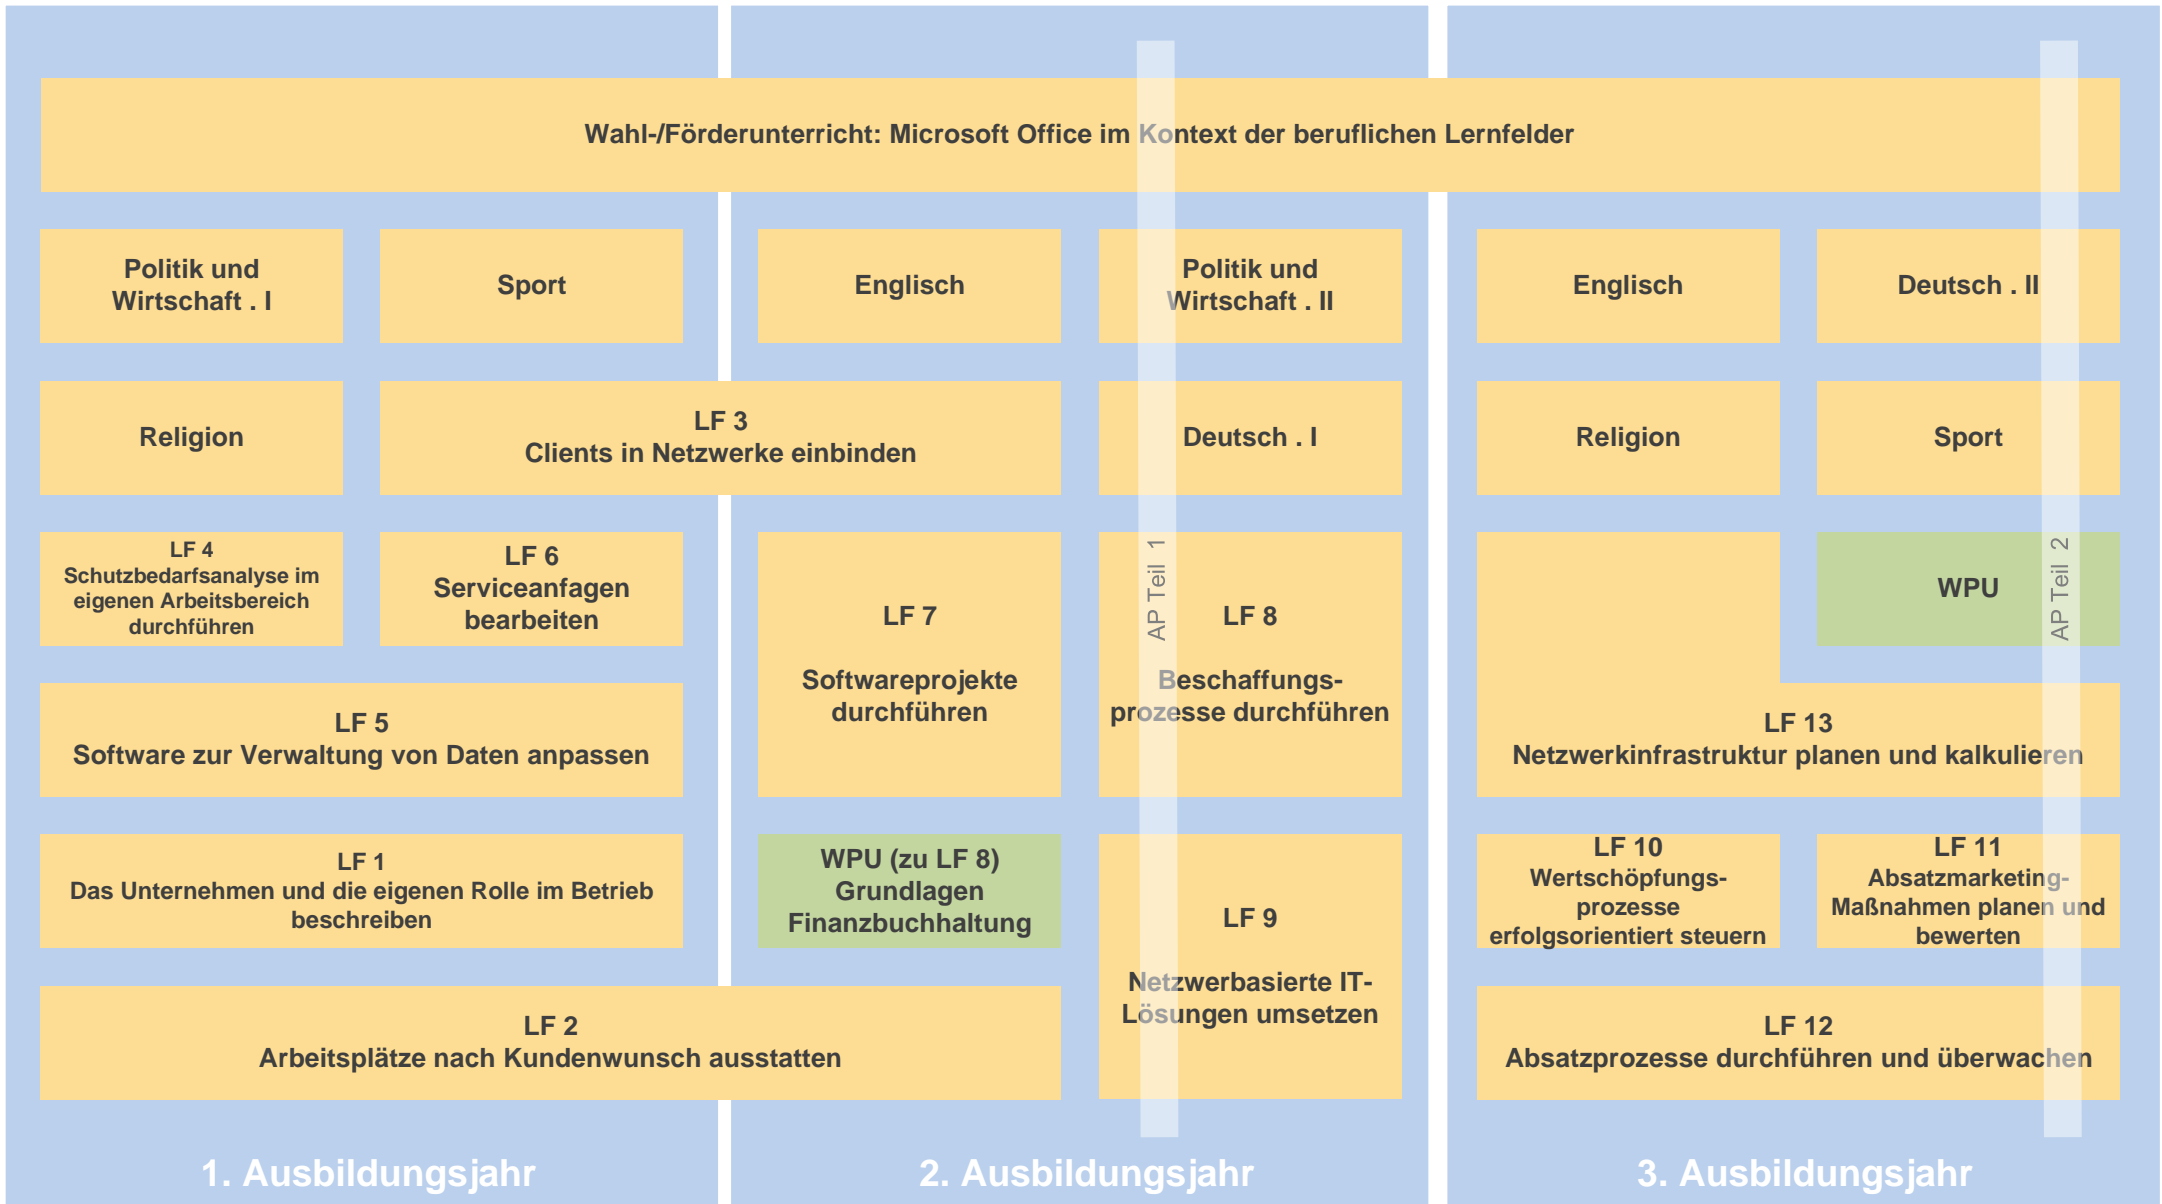 Wahl-/Förderunterricht: Microsoft Office im Kontext der beruflichen Lernfelder
Politik und
Wirtschaft . I
Sport
Englisch
Politik und
Wirtschaft . II
Englisch
Deutsch . II
Religion
LF 3
Clients in Netzwerke einbinden
Deutsch . I
Religion
Sport
LF 4
Schutzbedarfsanalyse im
eigenen Arbeitsbereich
durchführen
LF 6
Serviceanfagen
bearbeiten
LF 7
Softwareprojekte
durchführen
AP Teil 1
LF 8
Beschaffungs-
prozesse durchführen
WPU
AP Teil 2
LF 5
Software zur Verwaltung von Daten anpassen
LF 13
Netzwerkinfrastruktur planen und kalkulieren
LF 1
Das Unternehmen und die eigenen Rolle im Betrieb
beschreiben
WPU (zu LF 8)
Grundlagen
Finanzbuchhaltung
LF 9
Netzwerbasierte IT-
Lösungen umsetzen
LF 10
Wertschöpfungs-
prozesse
erfolgsorientiert steuern
LF 11
Absatzmarketing-
Maßnahmen planen und
bewerten
LF 2
Arbeitsplätze nach Kundenwunsch ausstatten
LF 12
Absatzprozesse durchführen und überwachen
1. Ausbildungsjahr
2. Ausbildungsjahr
3. Ausbildungsjahr